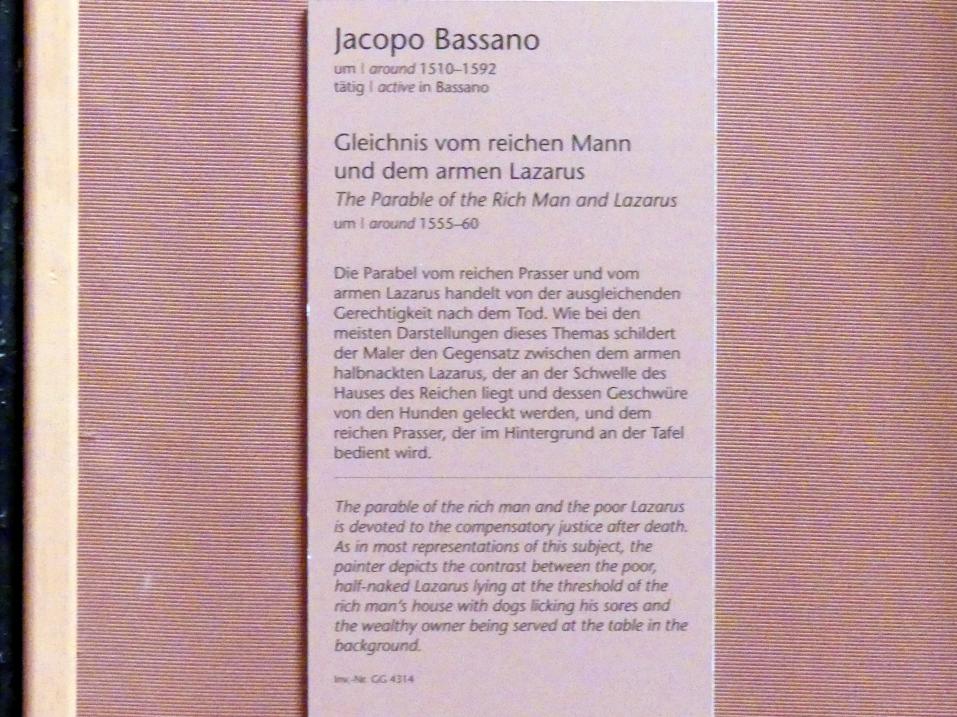 Jacopo Bassano
um | around 1510–1592
tätig | active in Bassano
Gleichnis vom reichen Mann
und dem armen Lazarus
The Parable of the Rich Man and Lazarus
um | around 1555–60
Die Parabel vom reichen Prasser und vom
armen Lazarus handelt von der ausgleichenden
Gerechtigkeit nach dem Tod. Wie bei den
meisten Darstellungen dieses Themas schildert
der Maler den Gegensatz zwischen dem armen
halbnackten Lazarus, der an der Schwelle des
Hauses des Reichen liegt und dessen Geschwüre
von den Hunden geleckt werden, und dem
reichen Prasser, der im Hintergrund an der Tafel
bedient wird.
The parable of the rich man and the poor Lazarus
is devoted to the compensatory justice after death.
As in most representations of this subject, the
painter depicts the contrast between the poor,
half-naked Lazarus lying at the threshold of the
rich man's house with dogs licking his sores and
the wealthy owner being served at the table in the
background.
Inv.-Nr. GG 4314